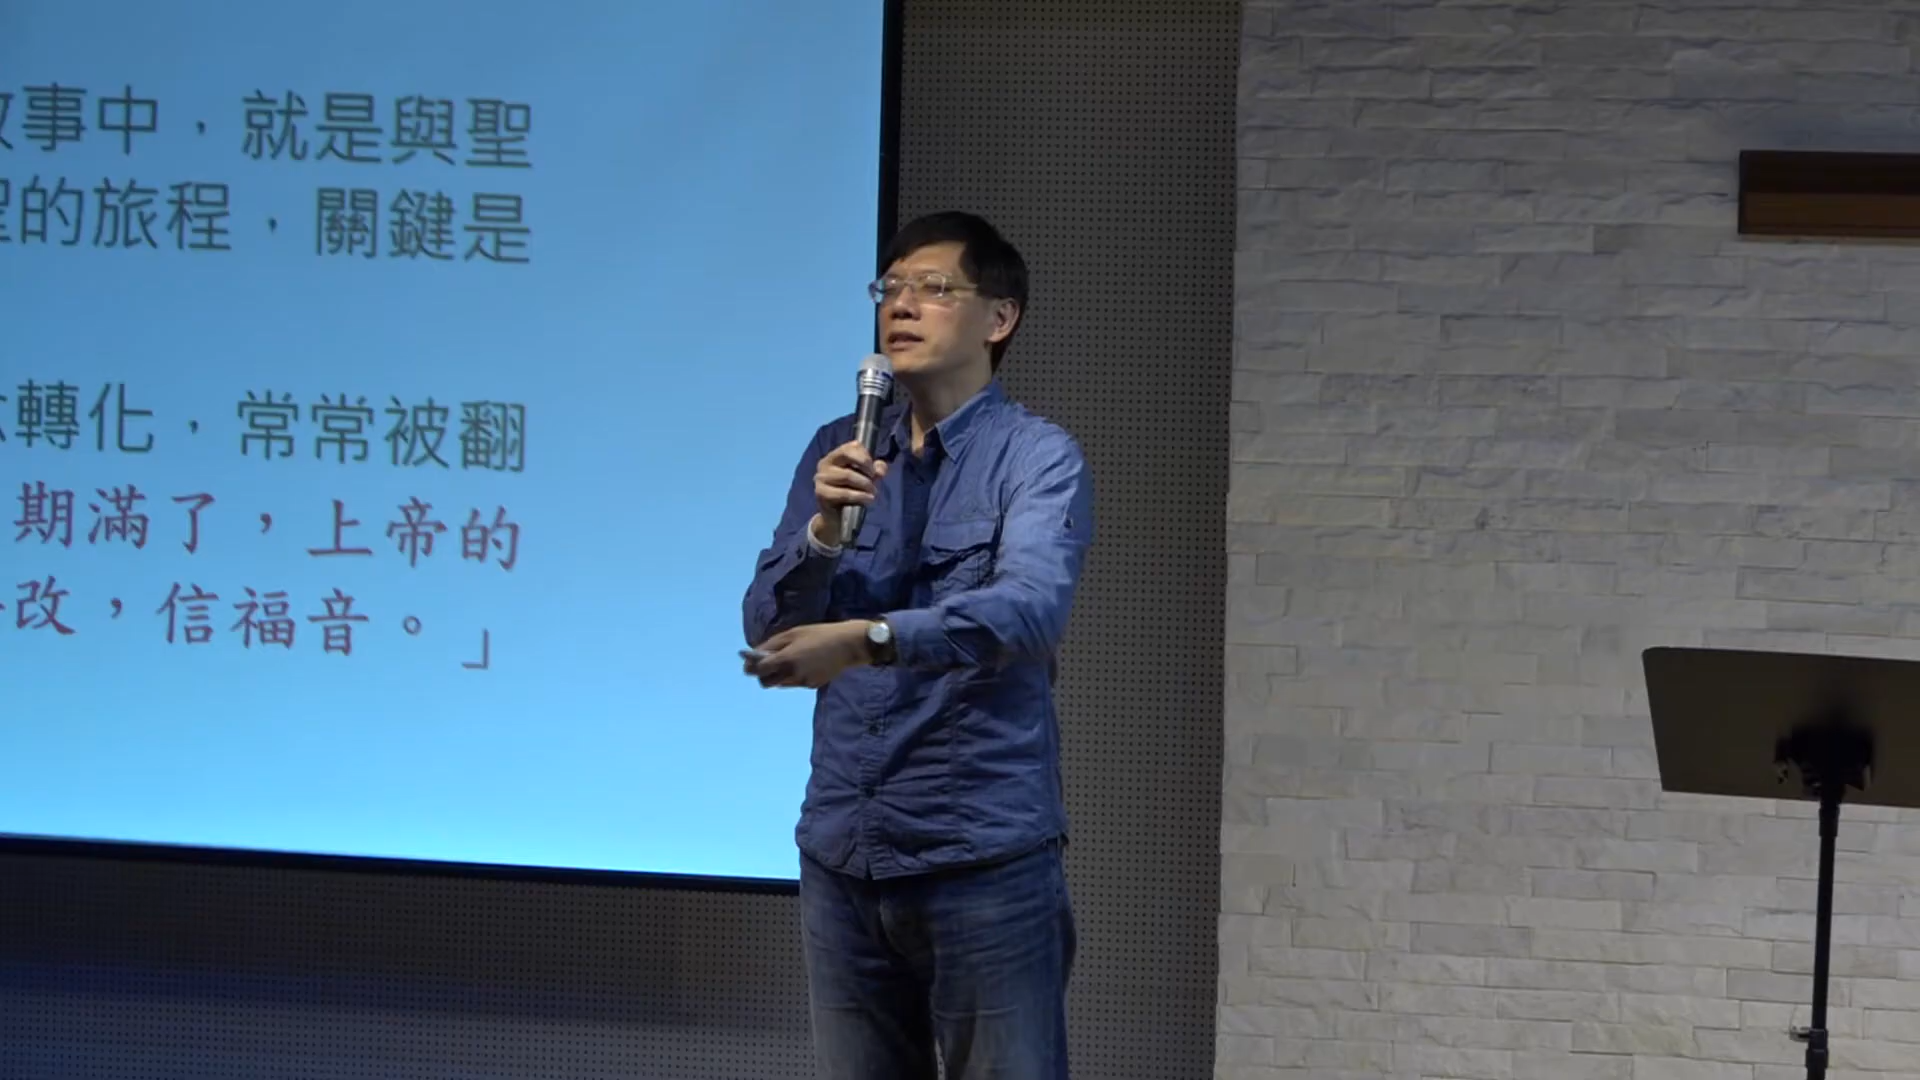 事中，就是與聖
的旅程，關鍵是
轉化，常常被翻
期滿了，上帝的
改，信福音。」